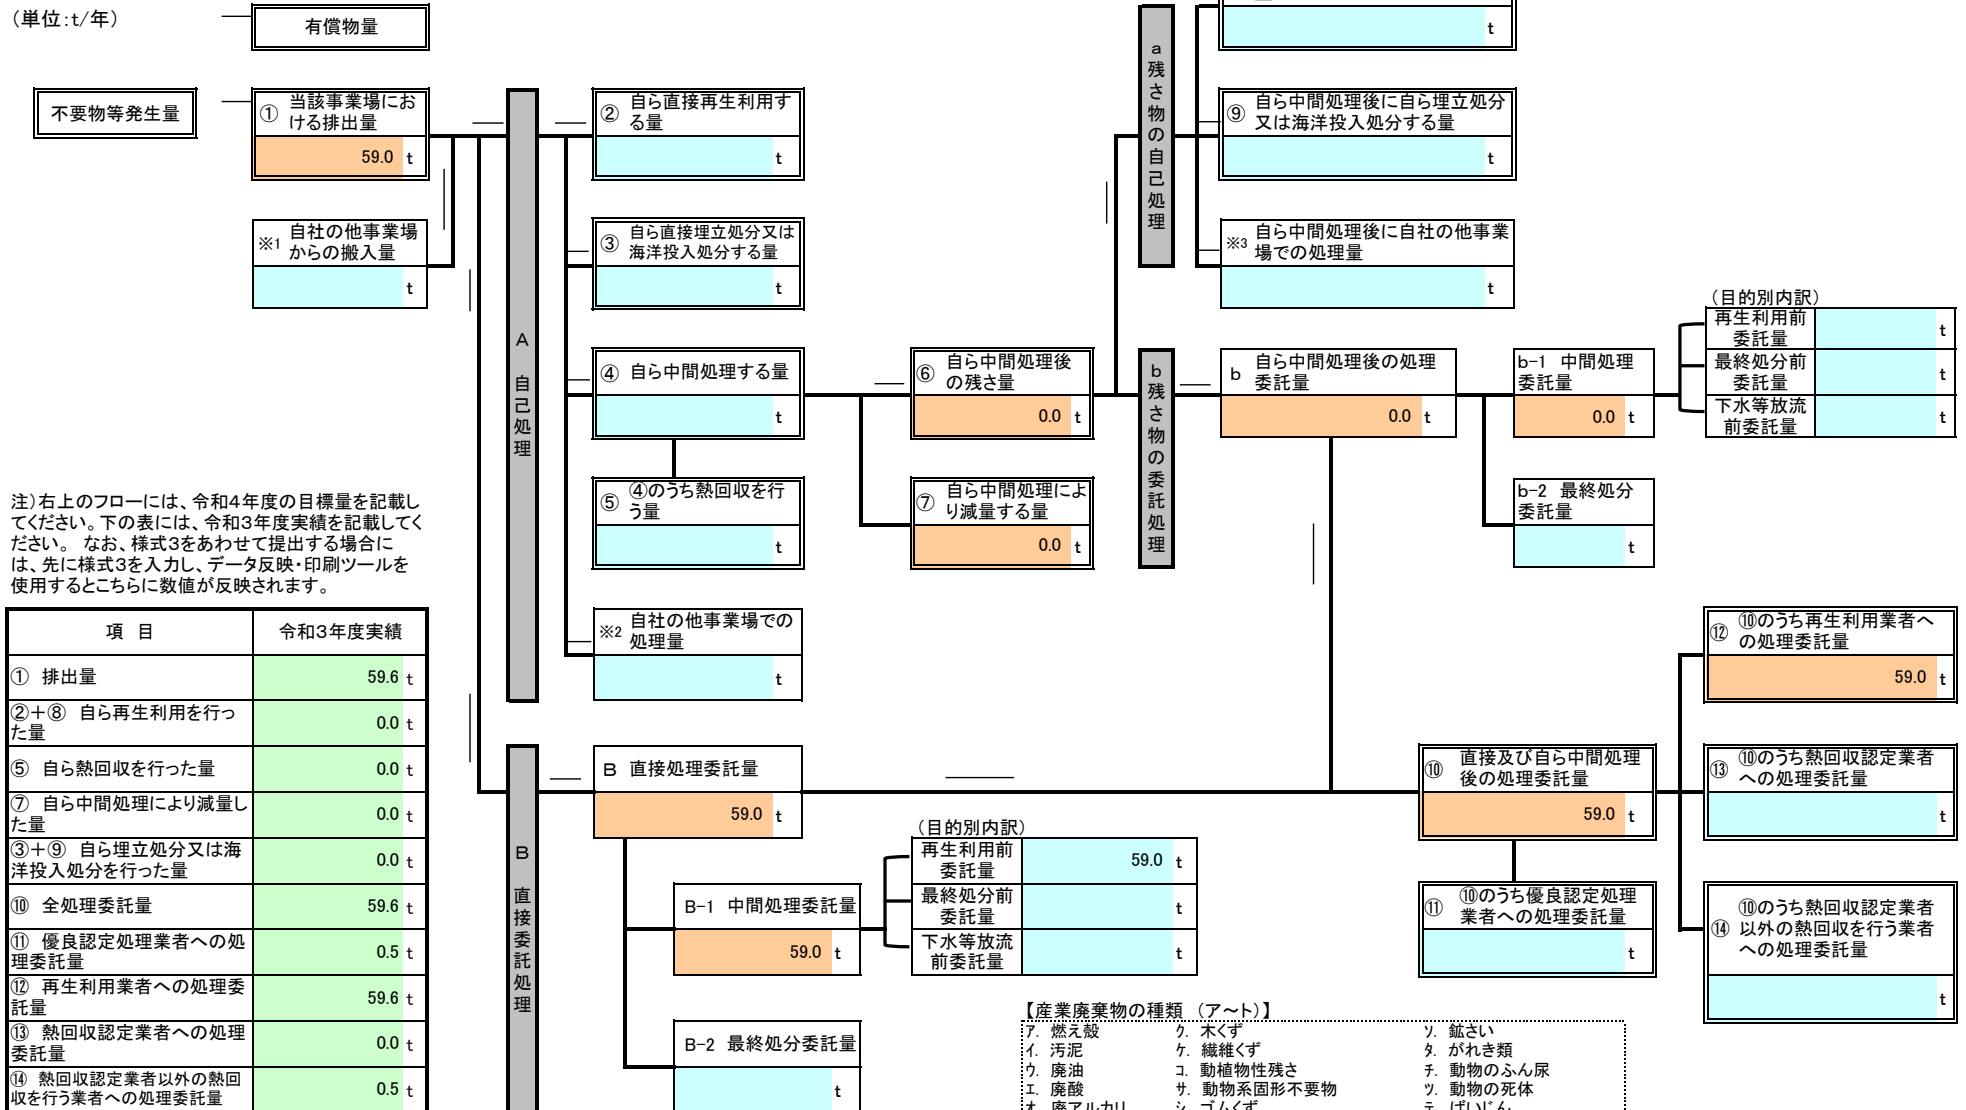 （単位：t/年）
有償物量
t
不要物等発生量
① 当該事業場にお
ける排出量
59.0 t
※1 自社の他事業場
からの搬入量
t
A 自己処理
② 自ら直接再生利用す
る量
t
③ 自ら直接埋立処分又は
海洋投入処分する量
t
④ 自ら中間処理する量
t
⑤ ④のうち熱回収を行
う量
t
※2 自社の他事業場での
処理量
t
⑥ 自ら中間処理後
の残さ量
0.0 t
⑦ 自ら中間処理によ
り減量する量
0.0 t
a 残さ物の自己処理
⑨ 自ら中間処理後に自ら埋立処分
又は海洋投入処分する量
t
※3 自ら中間処理後に自社の他事業
場での処理量
t
b 残さ物の委託処理
b 自ら中間処理後の処理
委託量
0.0 t
b-1 中間処理
委託量
0.0 t
b-2 最終処分
委託量
t
（目的別内訳）
再生利用前
委託量
t
最終処分前
委託量
t
下水等放流
前委託量
t
注）右上のフローには、令和４年度の目標量を記載し
てください。下の表には、令和３年度実績を記載してく
ださい。 なお、様式３をあわせて提出する場合に
は、先に様式３を入力し、データ反映・印刷ツールを
使用するとこちらに数値が反映されます。
項 目 令和３年度実績
① 排出量 59.6 t
②＋⑧ 自ら再生利用を行っ
た量 0.0 t
⑤ 自ら熱回収を行った量 0.0 t
⑦ 自ら中間処理により減量し
た量 0.0 t
③＋⑨ 自ら埋立処分又は海
洋投入処分を行った量 0.0 t
⑩ 全処理委託量 59.6 t
⑪ 優良認定処理業者への処
理委託量 0.5 t
⑫ 再生利用業者への処理委
託量 59.6 t
⑬ 熱回収認定業者への処理
委託量 0.0 t
⑭ 熱回収認定業者以外の熱回
収を行う業者への処理委託量 0.5 t
B 直接委託処理
B 直接処理委託量
59.0 t
B-1 中間処理委託量
59.0 t
B-2 最終処分委託量
t
（目的別内訳）
再生利用前
委託量
59.0 t
最終処分前
委託量
t
下水等放流
前委託量
t
⑩ 直接及び自ら中間処理
後の処理委託量
59.0 t
⑪ ⑩のうち優良認定処理
業者への処理委託量
t
⑫ ⑩のうち再生利用業者へ
の処理委託量
59.0 t
⑬ ⑩のうち熱回収認定業者
への処理委託量
t
⑭ ⑩のうち熱回収認定業者
以外の熱回収を行う業者
への処理委託量
t
【産業廃棄物の種類 （ア～ト）】
ｱ. 燃え殻 ｸ. 木くず ｿ. 鉱さい
ｲ. 汚泥 ｹ. 繊維くず ﾀ. がれき類
ｳ. 廃油 ｺ. 動植物性残さ ﾁ. 動物のふん尿
ｴ. 廃酸 ｻ. 動物系固形不要物 ﾂ. 動物の死体
ｵ. 廃アルカリ ｼ. ゴムくず ﾃ. ばいじん